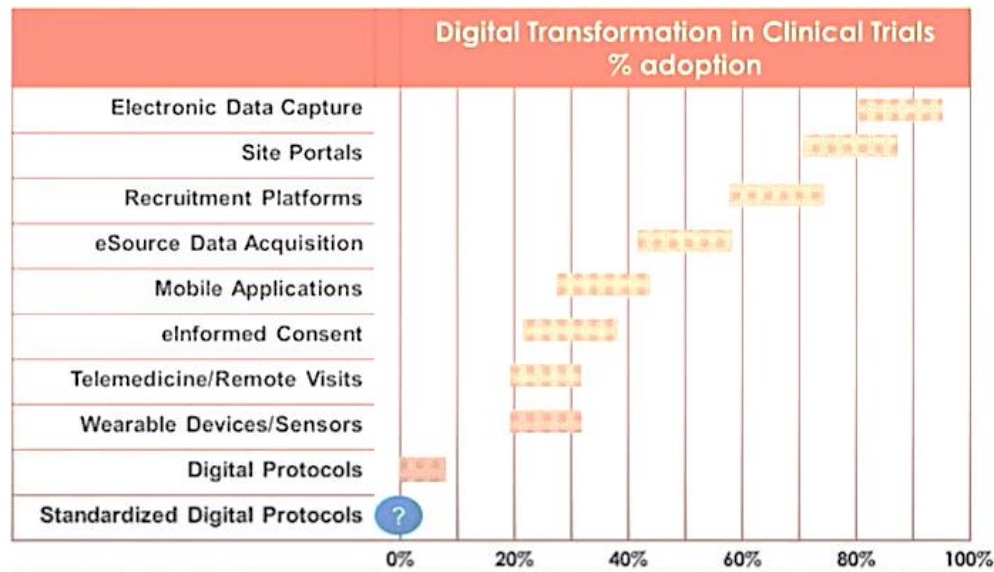 Digital Transformation in Clinical Trials
% adoption
Electronic Data Capture
Site Portals
Recruitment Platforms
eSource Data Acquisition
Mobile Applications
eInformed Consent
Telemedicine/Remote Visits
Wearable Devices/Sensors
Digital Protocols
Standardized Digital Protocols ?
0% 20% 40% 60% 80% 100%